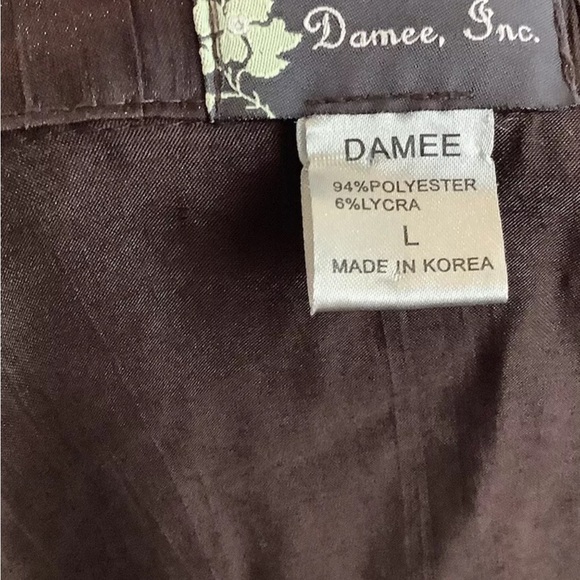 Damee, Inc.
DAMEE
94%POLYESTER
6%LYCRA
L
MADE IN KOREA